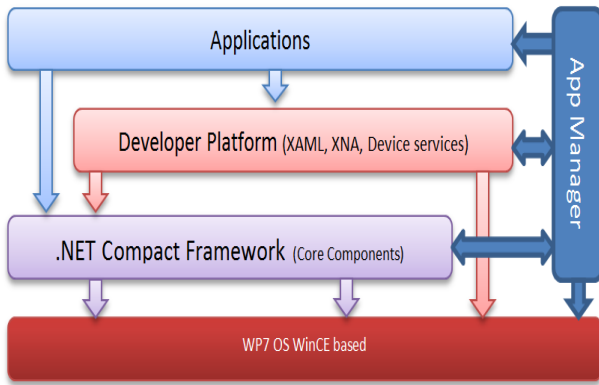 Applications
App Manager
Developer Platform (XAML, XNA, Device services)
.NET Compact Framework (Core Components)
WP7 OS WinCE based